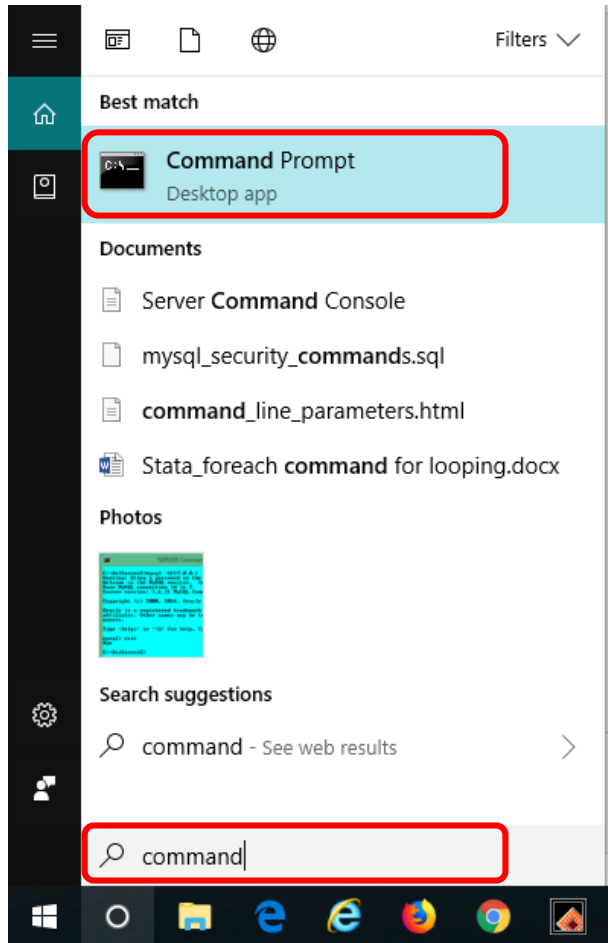 Filters
Best match
C:\_
Command Prompt
Desktop app
Documents
Server Command Console
mysql_security_commands.sql
command_line_parameters.html
Stata_foreach command for looping.docx
Photos
Search suggestions
command - See web results
command